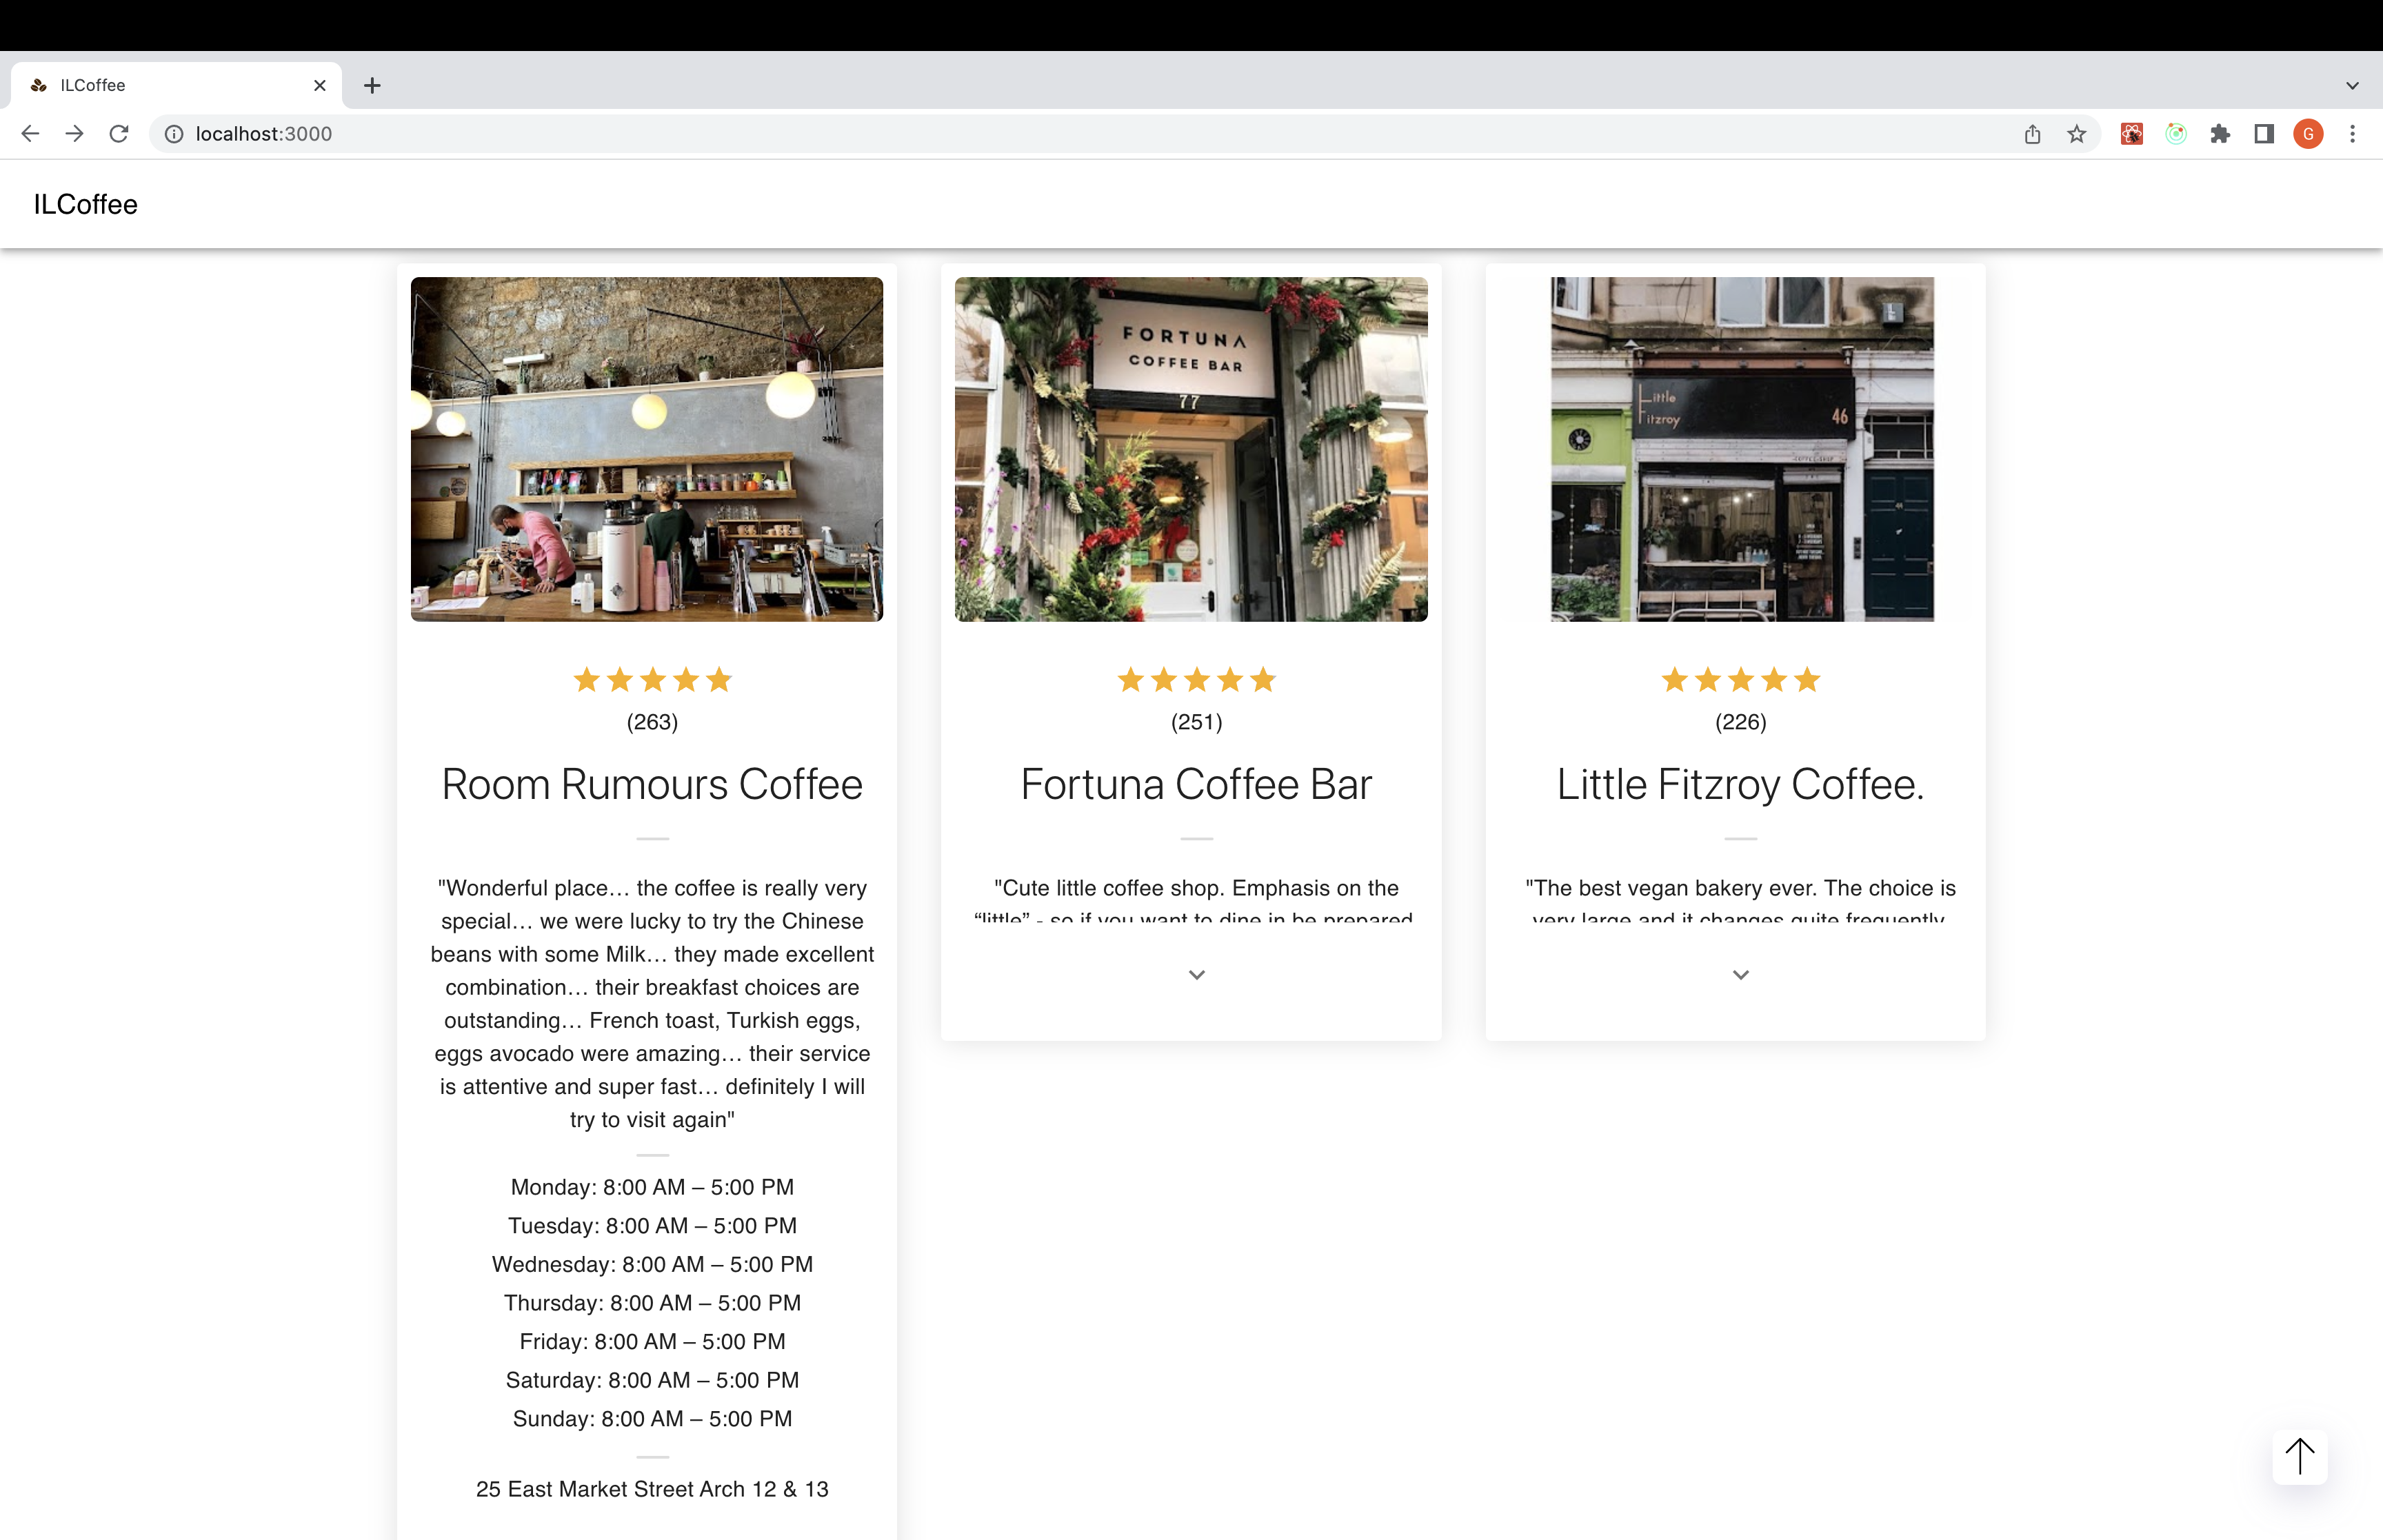 ILCoffee
localhost:3000
G
ILCoffee
FORTUNA
COFFEE BAR
77
Little
Fitzroy
46
(263)
Room Rumours Coffee
"Wonderful place… the coffee is really very
special… we were lucky to try the Chinese
beans with some Milk… they made excellent
combination… their breakfast choices are
outstanding… French toast, Turkish eggs,
eggs avocado were amazing… their service
is attentive and super fast… definitely I will
try to visit again"
Monday: 8:00 AM – 5:00 PM
Tuesday: 8:00 AM – 5:00 PM
Wednesday: 8:00 AM – 5:00 PM
Thursday: 8:00 AM – 5:00 PM
Friday: 8:00 AM – 5:00 PM
Saturday: 8:00 AM – 5:00 PM
Sunday: 8:00 AM – 5:00 PM
25 East Market Street Arch 12 & 13
(251)
Fortuna Coffee Bar
"Cute little coffee shop. Emphasis on the
“little” - so if you want to dine in be prepared
(226)
Little Fitzroy Coffee.
"The best vegan bakery ever. The choice is
very large and it changes quite frequently